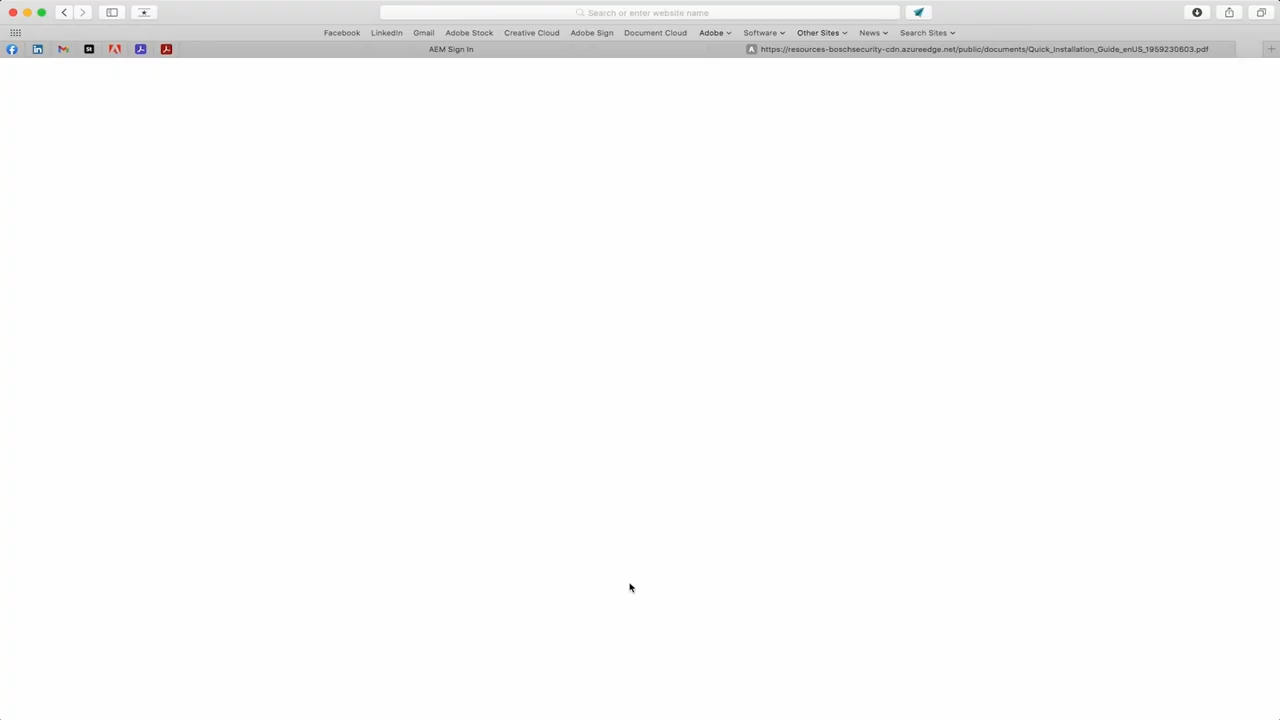 Search or enter website name
Facebook LinkedIn Gmail Adobe Stock Creative Cloud Adobe Sign Document Cloud Adobe Software Other Sites News Search Sites
St AEM Sign In A https://resources-boschsecurity-cdn.azureedge.net/public/documents/Quick_Installation_Guide_enUS_1959230603.pdf